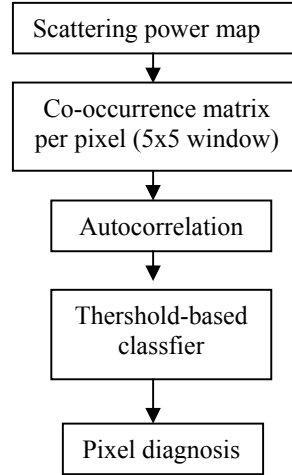 Scattering power map
Co-occurrence matrix
per pixel (5x5 window)
Autocorrelation
Thershold-based
classfier
Pixel diagnosis